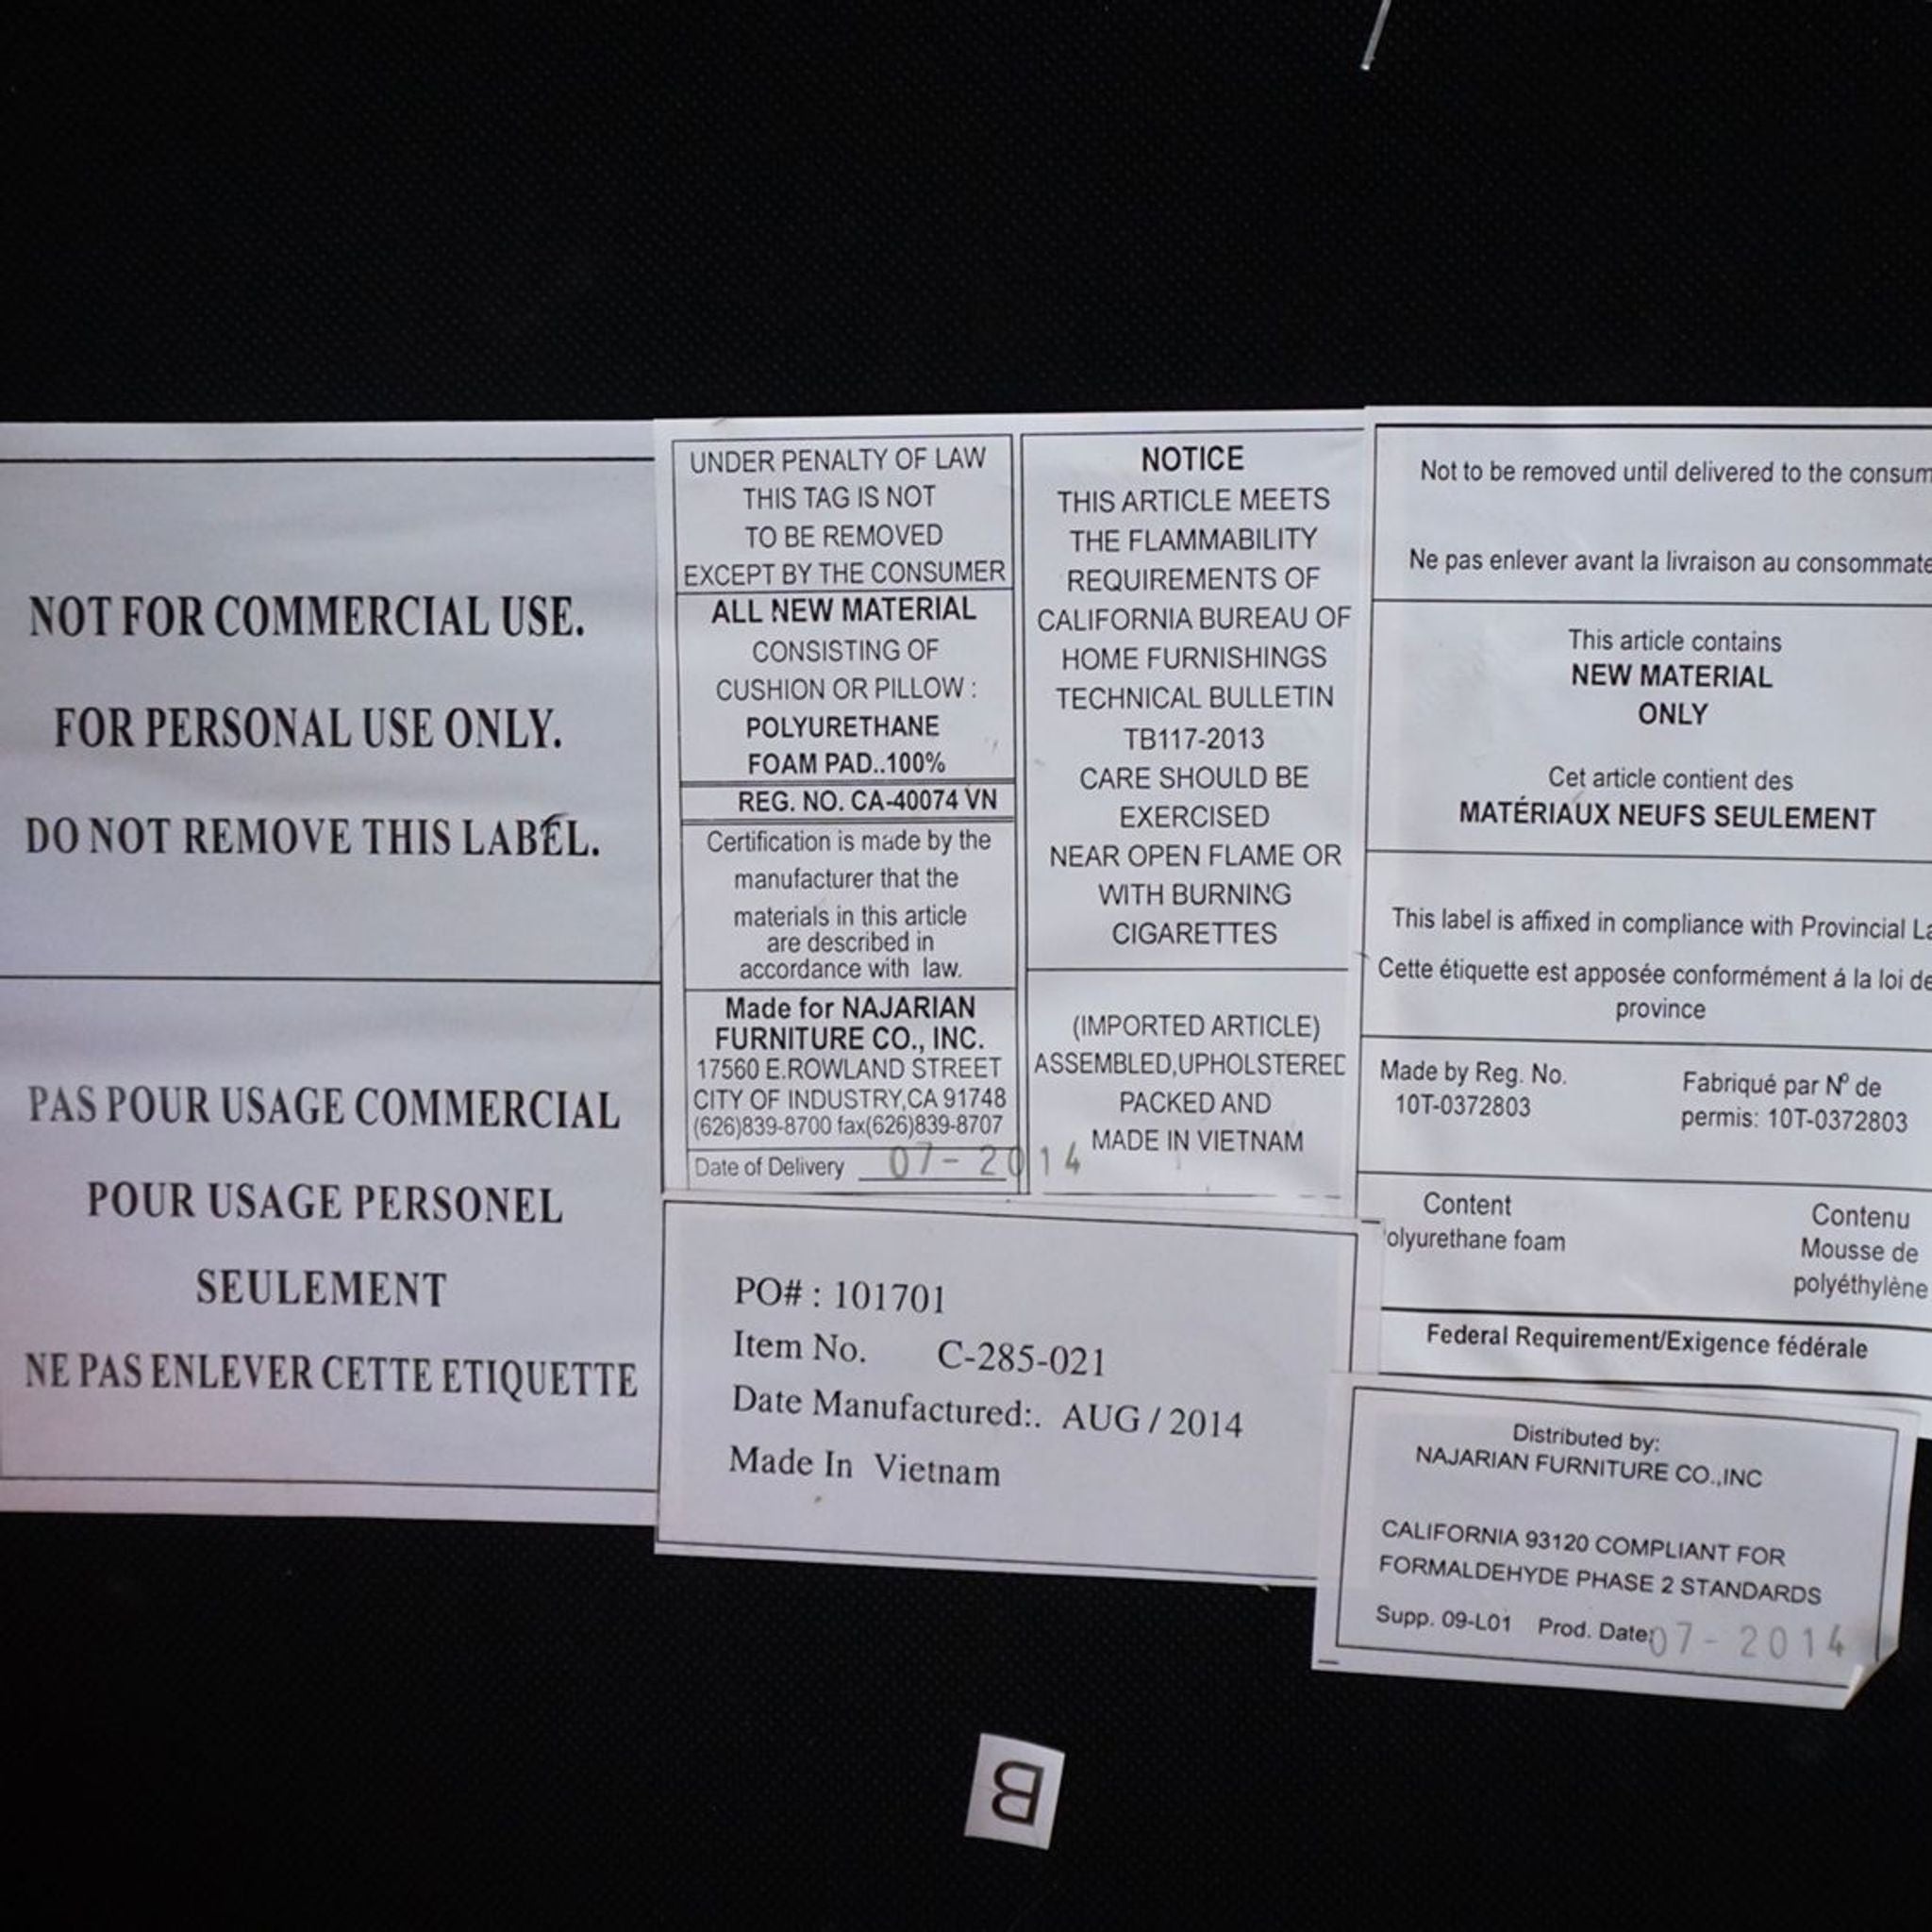 NOT FOR COMMERCIAL USE.
FOR PERSONAL USE ONLY.
DO NOT REMOVE THIS LABEL.
PAS POUR USAGE COMMERCIAL
POUR USAGE PERSONEL
SEULEMENT
NE PAS ENLEVER CETTE ETIQUETTE
UNDER PENALTY OF LAW
THIS TAG IS NOT
TO BE REMOVED
EXCEPT BY THE CONSUMER
ALL NEW MATERIAL
CONSISTING OF
CUSHION OR PILLOW :
POLYURETHANE
FOAM PAD..100%
REG. NO. CA-40074 VN
Certification is made by the
manufacturer that the
materials in this article
are described in
accordance with law.
Made for NAJARIAN
FURNITURE CO., INC.
17560 E.ROWLAND STREET
CITY OF INDUSTRY,CA 91748
(626)839-8700 fax(626)839-8707
Date of Delivery 07-2014
NOTICE
THIS ARTICLE MEETS
THE FLAMMABILITY
REQUIREMENTS OF
CALIFORNIA BUREAU OF
HOME FURNISHINGS
TECHNICAL BULLETIN
TB117-2013
CARE SHOULD BE
EXERCISED
NEAR OPEN FLAME OR
WITH BURNING
CIGARETTES
(IMPORTED ARTICLE)
ASSEMBLED,UPHOLSTERED
PACKED AND
MADE IN VIETNAM
Not to be removed until delivered to the consum
Ne pas enlever avant la livraison au consommate
This article contains
NEW MATERIAL
ONLY
Cet article contient des
MATÉRIAUX NEUFS SEULEMENT
This label is affixed in compliance with Provincial La
Cette étiquette est apposée conformément á la loi de
province
Made by Reg. No.
10T-0372803
Fabriqué par Nº de
permis: 10T-0372803
Content
olyurethane foam
Contenu
Mousse de
polyéthylène
Federal Requirement/Exigence fédérale
PO# : 101701
Item No. C-285-021
Date Manufactured:. AUG / 2014
Made In Vietnam
Distributed by:
NAJARIAN FURNITURE CO.,INC
CALIFORNIA 93120 COMPLIANT FOR
FORMALDEHYDE PHASE 2 STANDARDS
Supp. 09-L01 Prod. Date: 07-2014
B